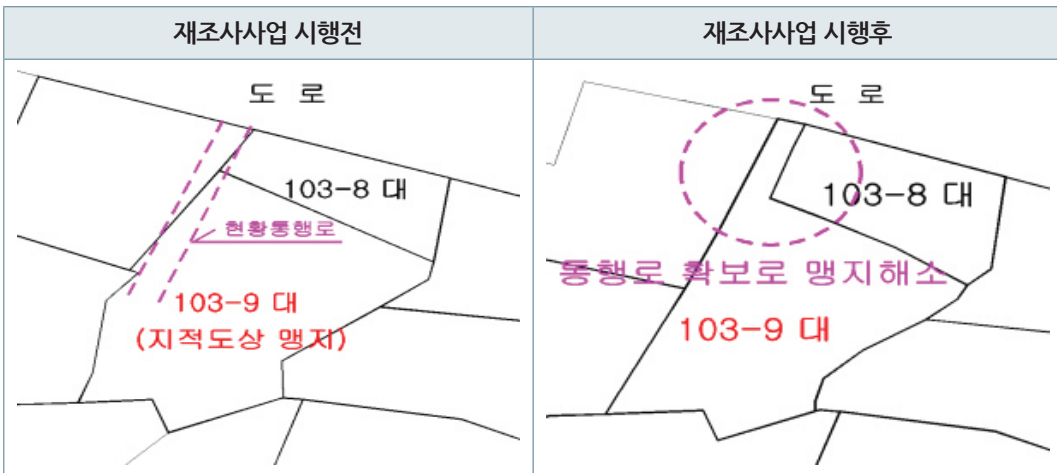 재조사사업 시행전
재조사사업 시행후
도 로
103-8 대
현황통행로
103-9 대
(지적도상 맹지)
도 로
103-8 대
통행로 확보로 맹지해소
103-9 대